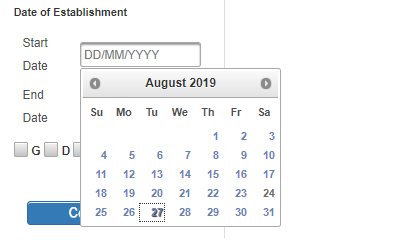 Date of Establishment
Start
Date
DD/MM/YYYY
August 2019
End
Date
Su Mo Tu We Th Fr Sa
1 2 3
4 5 6 7 8 9 10
11 12 13 14 15 16 17
18 19 20 21 22 23 24
25 26 27 28 29 30 31
G D